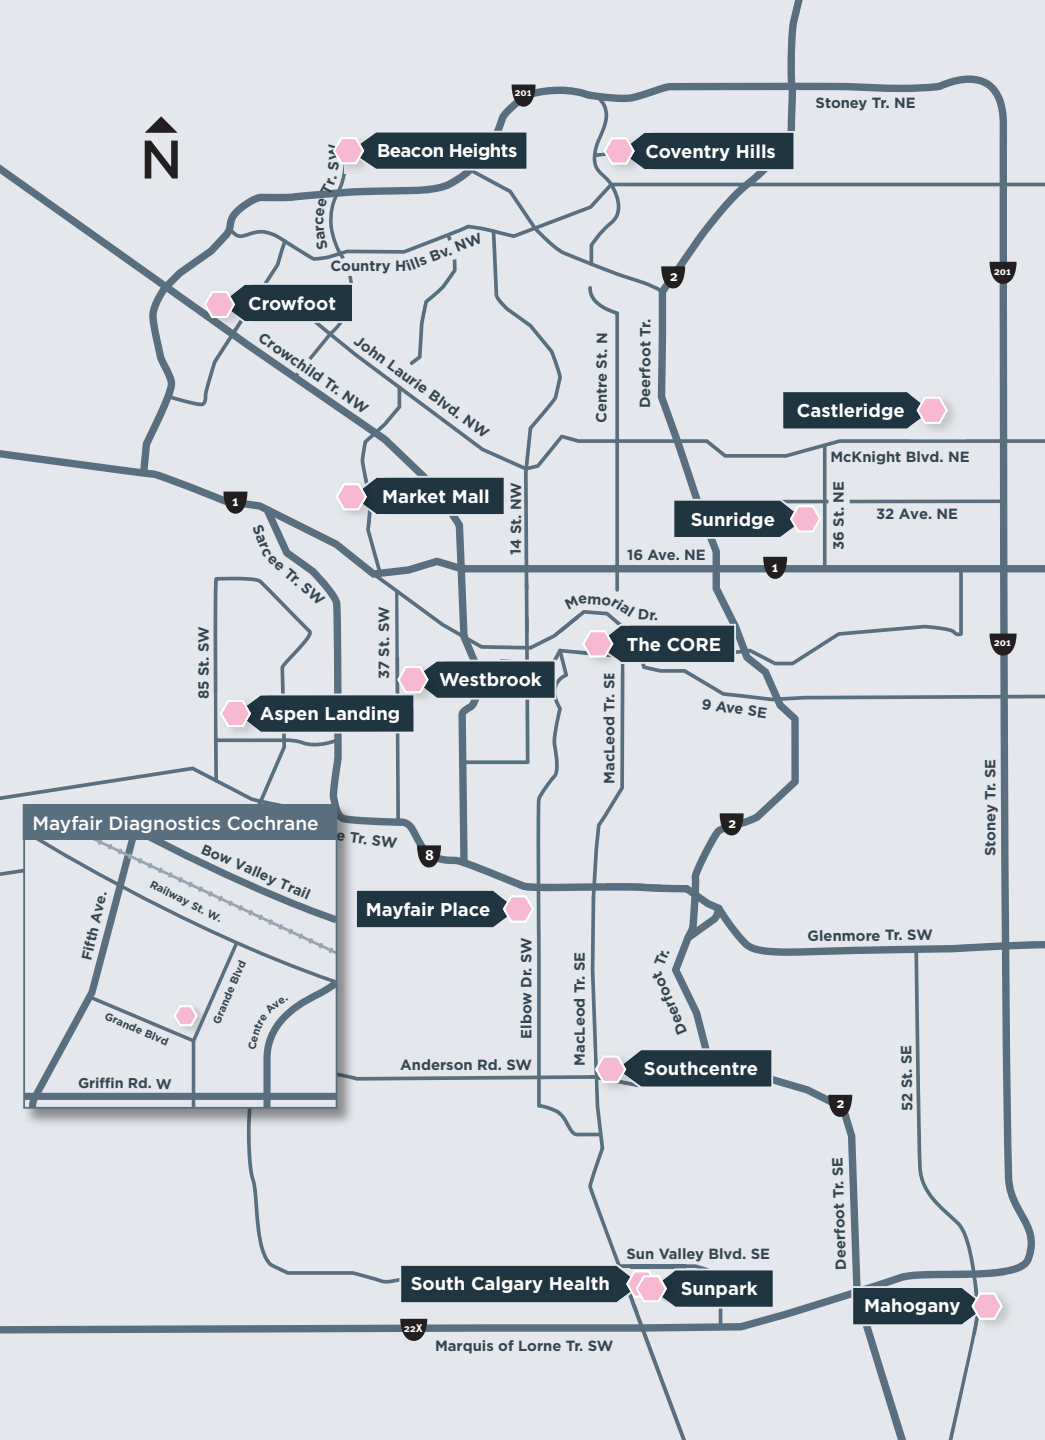 201
Stoney Tr. NE
N
Beacon Heights
Coventry Hills
Sarcee Tr. SW
Country Hills Bv. NW
2
201
Crowfoot
Crowchild Tr. NW
John Laurie Blvd. NW
Centre St. N
Deerfoot Tr.
Castleridge
McKnight Blvd. NE
Market Mall
1
14 St. NW
Sunridge
36 St. NE
32 Ave. NE
Sarcee Tr. SW
16 Ave. NE
1
Memorial Dr.
85 St. SW
37 St. SW
The CORE
201
Westbrook
MacLeod Tr. SE
9 Ave SE
Aspen Landing
Stoney Tr. SE
Mayfair Diagnostics Cochrane
e Tr. SW
8
2
Bow Valley Trail
Railway St. W.
Fifth Ave.
Grande Blvd
Centre Ave.
Grande Blvd
Griffin Rd. W
Mayfair Place
Glenmore Tr. SW
Elbow Dr. SW
MacLeod Tr. SE
Deerfoot Tr.
Anderson Rd. SW
Southcentre
52 St. SE
2
Deerfoot Tr. SE
Sun Valley Blvd. SE
South Calgary Health
Sunpark
Mahogany
22X
Marquis of Lorne Tr. SW